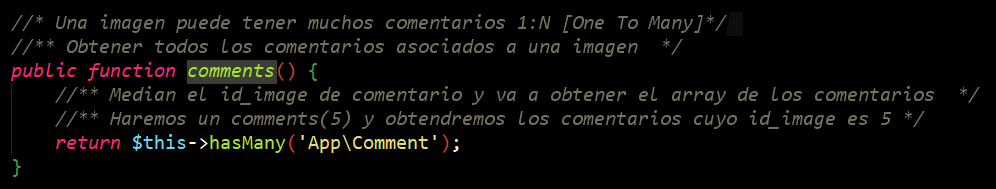 //* Una imagen puede tener muchos comentarios 1:N [One To Many]*/
//** Obtener todos los comentarios asociados a una imagen  */
public function comments() {
    //** Median el id_image de comentario y va a obtener el array de los comentarios  */
    //** Haremos un comments(5) y obtendremos los comentarios cuyo id_image es 5 */
    return $this->hasMany('App\Comment');
}